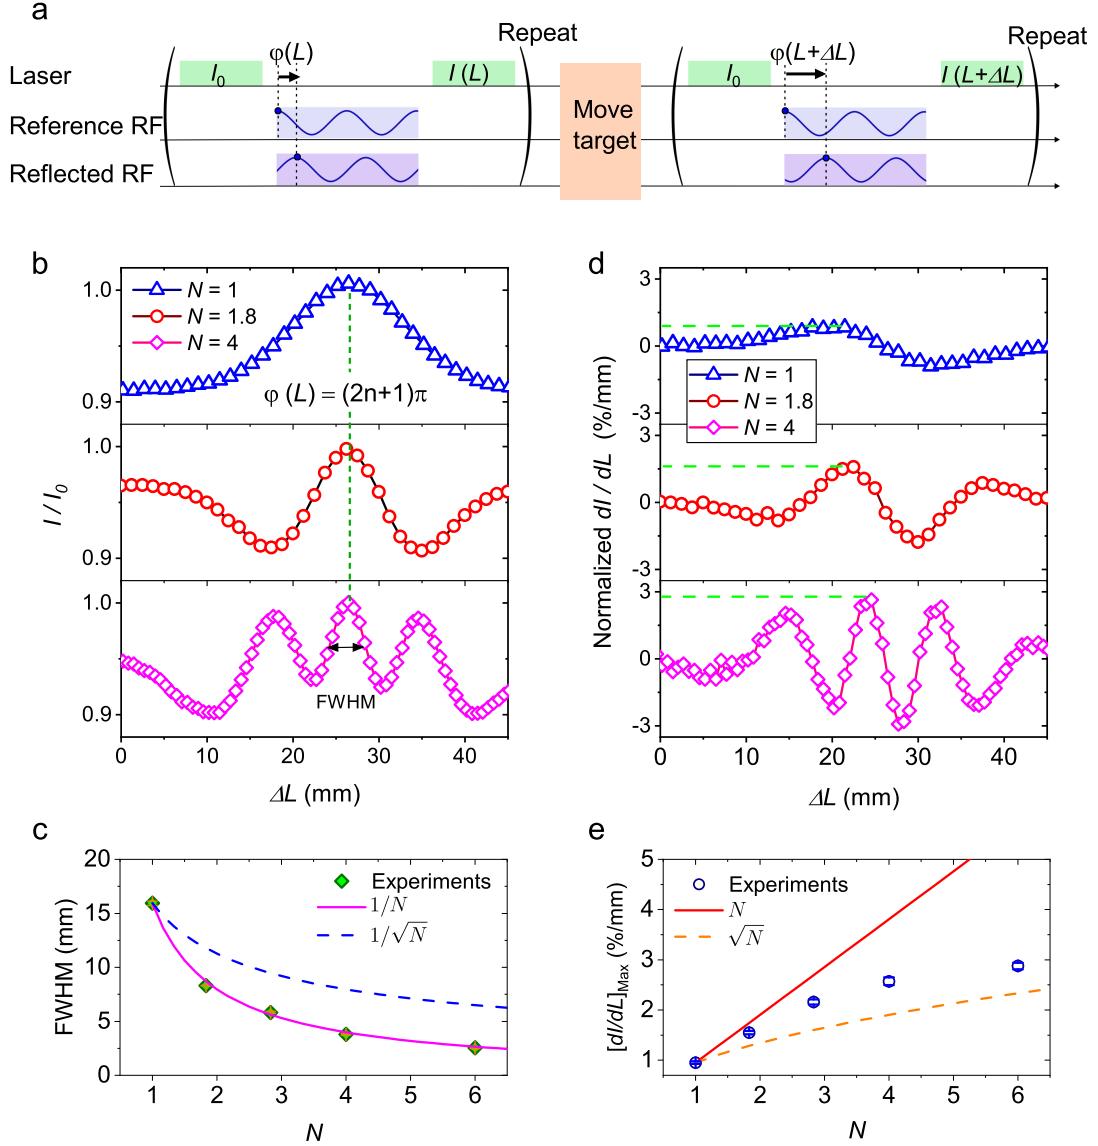 a
Repeat
Repeat
φ(L)
φ(L+ΔL)
Laser
I₀
I (L)
I₀
I (L+ΔL)
Reference RF
Move
target
Reflected RF
b
d
N = 1
N = 1.8
N = 4
φ (L) = (2n+1)π
1.0
0.9
1.0
0.9
1.0
0.9
I / I₀
FWHM
0 10 20 30 40
ΔL (mm)
3
0
-3
3
0
-3
3
0
-3
N = 1
N = 1.8
N = 4
Normalized dI / dL (%/mm)
0 10 20 30 40
ΔL (mm)
c
e
20
15
10
5
0
FWHM (mm)
Experiments
1/N
1/√N
1 2 3 4 5 6
N
5
4
3
2
1
[dI/dL]Max (%/mm)
Experiments
N
√N
1 2 3 4 5 6
N